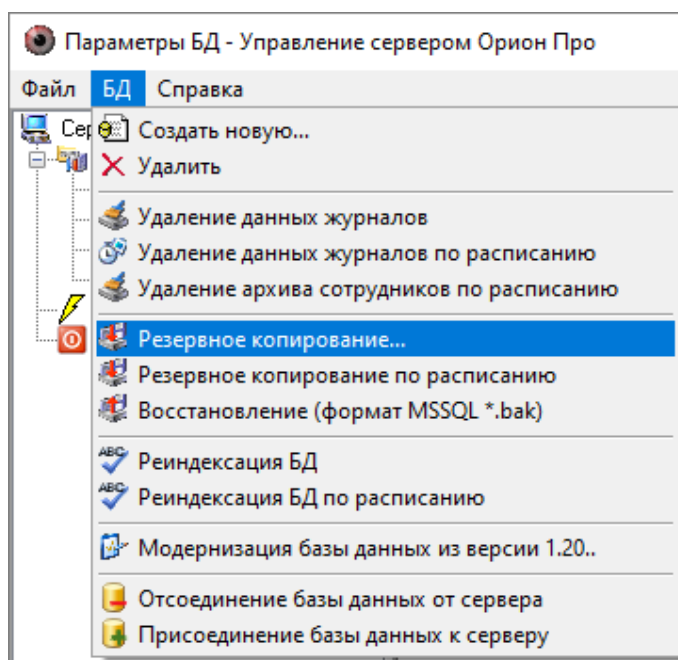 Параметры БД - Управление сервером Орион Про
Файл БД Справка
Сер
Создать новую...
Удалить
Удаление данных журналов
Удаление данных журналов по расписанию
Удаление архива сотрудников по расписанию
Резервное копирование...
Резервное копирование по расписанию
Восстановление (формат MSSQL *.bak)
ABC
Реиндексация БД
ABC
Реиндексация БД по расписанию
Модернизация базы данных из версии 1.20..
Отсоединение базы данных от сервера
Присоединение базы данных к серверу